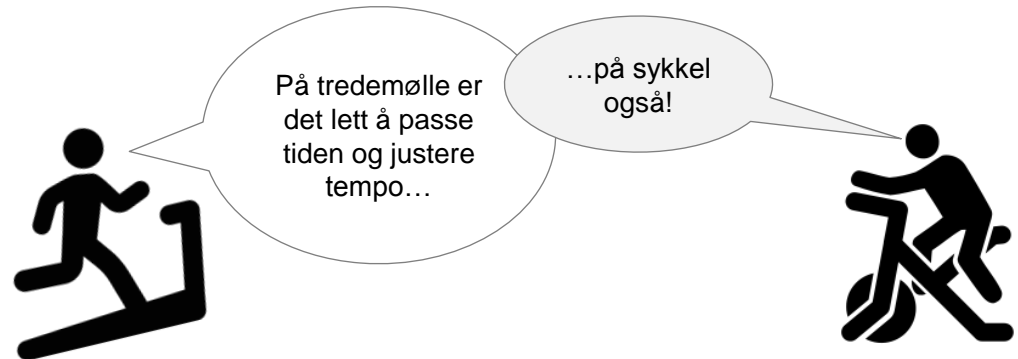 På tredemølle er
det lett å passe
tiden og justere
tempo…
…på sykkel
også!